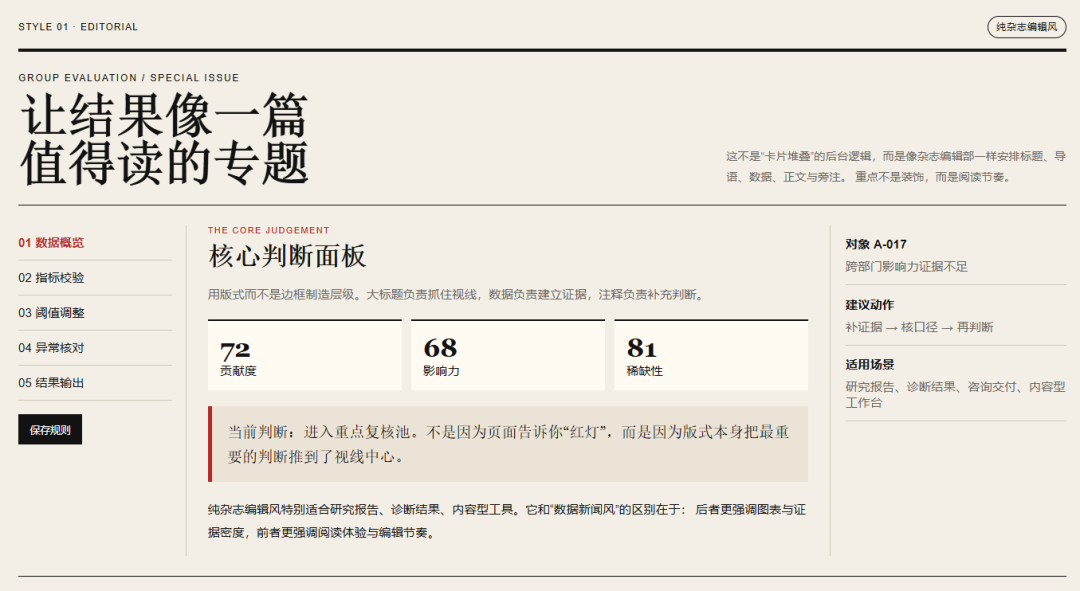 STYLE 01 · EDITORIAL
纯杂志编辑风
GROUP EVALUATION / SPECIAL ISSUE
让结果像一篇
值得读的专题
这不是“卡片堆叠”的后台逻辑，而是像杂志编辑部一样安排标题、导
语、数据、正文与旁注。 重点不是装饰，而是阅读节奏。
01 数据概览
02 指标校验
03 阈值调整
04 异常核对
05 结果输出
保存规则
THE CORE JUDGEMENT
核心判断面板
用版式而不是边框制造层级。大标题负责抓住视线，数据负责建立证据，注释负责补充判断。
72
贡献度
68
影响力
81
稀缺性
当前判断：进入重点复核池。不是因为页面告诉你“红灯”，而是因为版式本身把最重
要的判断推到了视线中心。
纯杂志编辑风特别适合研究报告、诊断结果、内容型工具。它和“数据新闻风”的区别在于： 后者更强调图表与证
据密度，前者更强调阅读体验与编辑节奏。
对象 A-017
跨部门影响力证据不足
建议动作
补证据 → 核口径 → 再判断
适用场景
研究报告、诊断结果、咨询交付、内容型
工作台